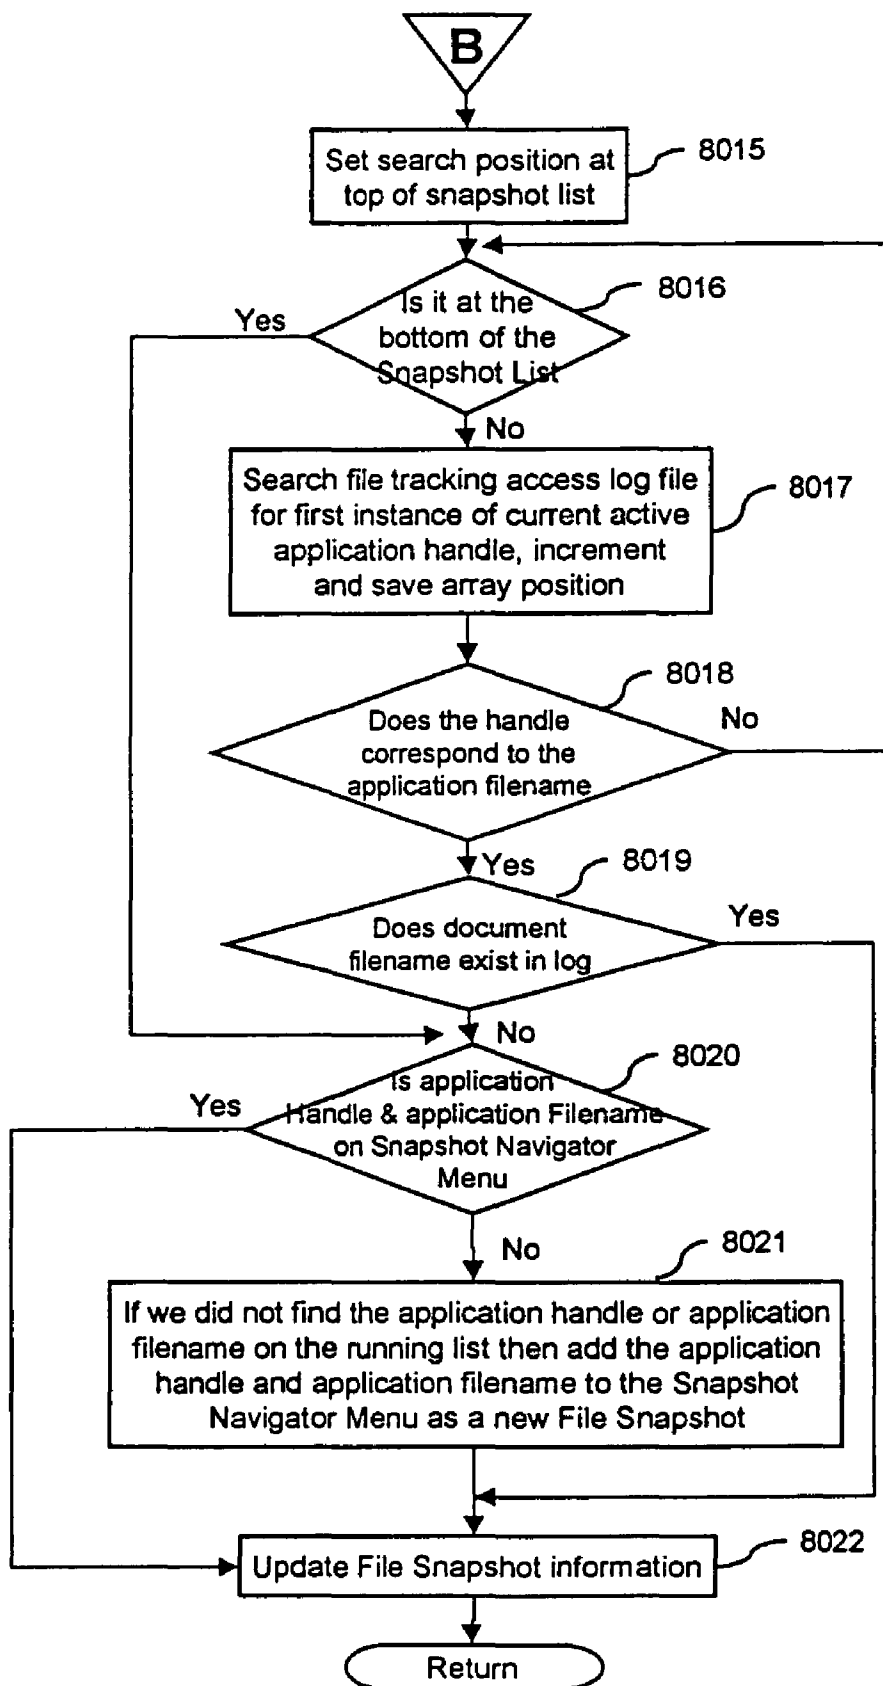 B
Set search position at
top of snapshot list
8015
Is it at the
bottom of the
Snapshot List
8016
Yes
No
Search file tracking access log file
for first instance of current active
application handle, increment
and save array position
8017
Does the handle
correspond to the
application filename
8018
No
Yes
Does document
filename exist in log
8019
Yes
No
Is application
Handle & application Filename
on Snapshot Navigator
Menu
8020
Yes
No
8021
If we did not find the application handle or application
filename on the running list then add the application
handle and application filename to the Snapshot
Navigator Menu as a new File Snapshot
Update File Snapshot information
8022
Return